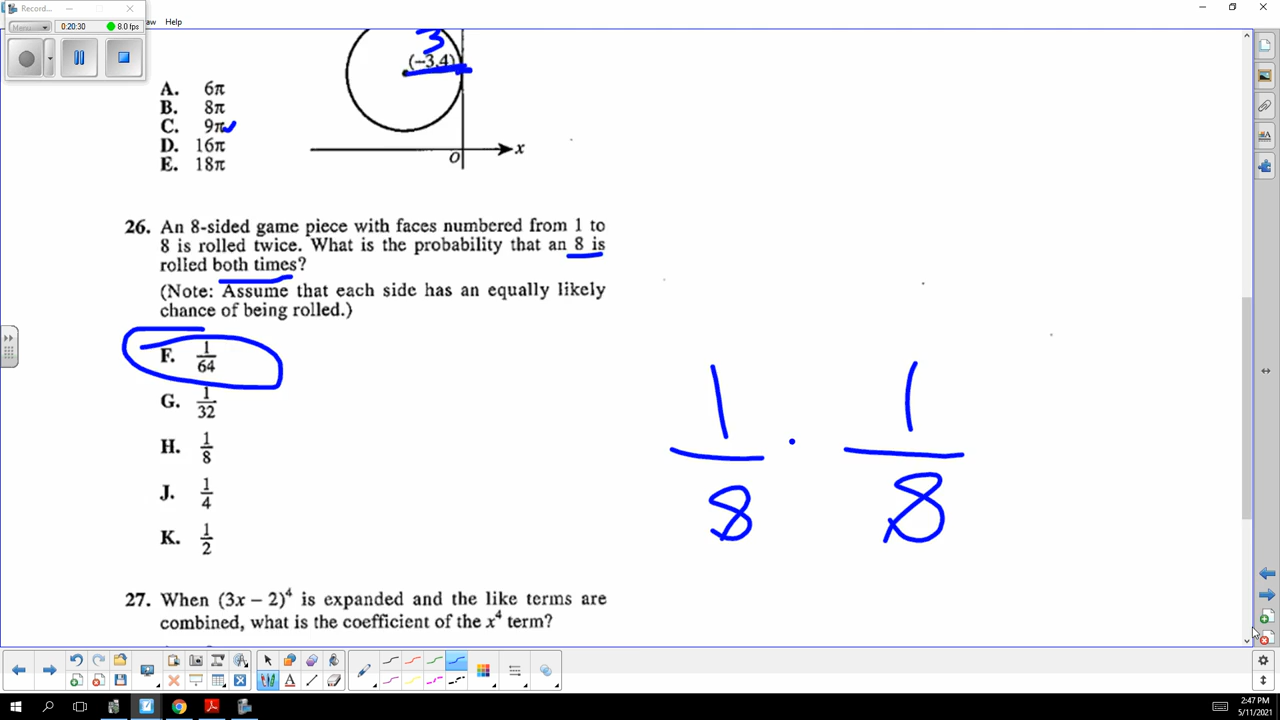 Record...
Menu
0:20:30
8.0 fps
aw Help
3
(−3,4)
A. 6π
B. 8π
C. 9π
D. 16π
E. 18π
O
x
26. An 8-sided game piece with faces numbered from 1 to
8 is rolled twice. What is the probability that an 8 is
rolled both times?
(Note: Assume that each side has an equally likely
chance of being rolled.)
F. 1/64
G. 1/32
H. 1/8
J. 1/4
K. 1/2
1/8 · 1/8
27. When (3x − 2)⁴ is expanded and the like terms are
combined, what is the coefficient of the x⁴ term?
A
2:47 PM
5/11/2021